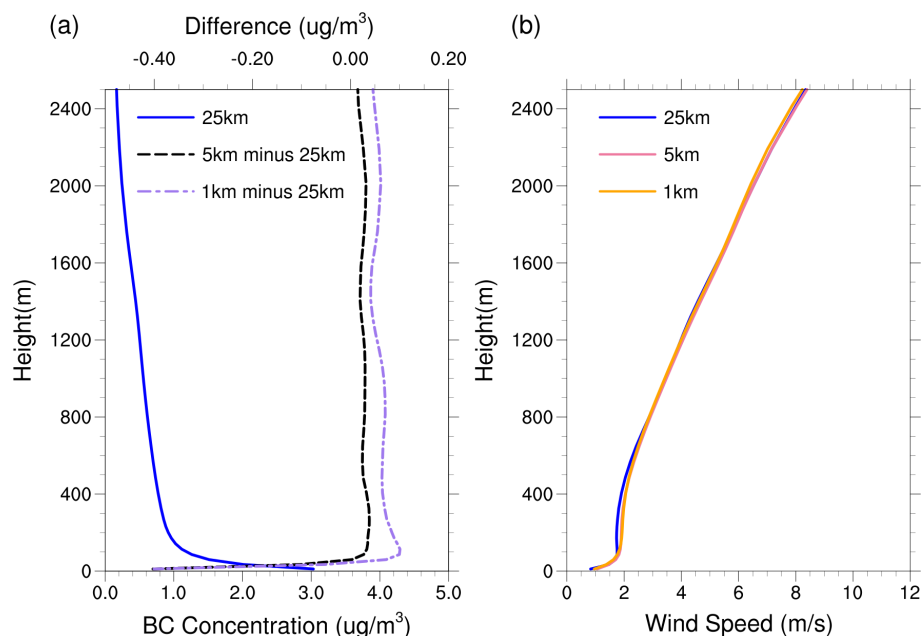 (a)
Difference (ug/m³)
-0.40 -0.20 0.00 0.20
2400
2000
1600
1200
800
400
0
Height(m)
25km
5km minus 25km
1km minus 25km
0.0 1.0 2.0 3.0 4.0 5.0
BC Concentration (ug/m³)
(b)
2400
2000
1600
1200
800
400
0
Height(m)
25km
5km
1km
0 2 4 6 8 10 12
Wind Speed (m/s)